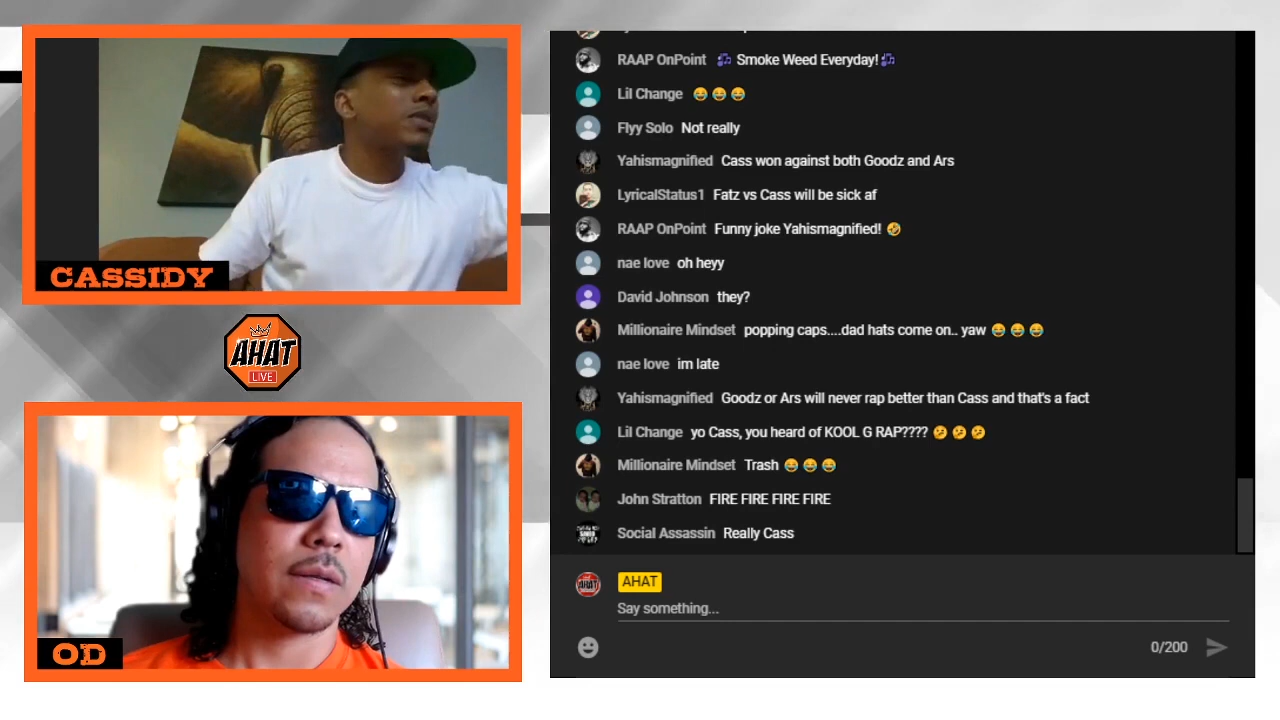 CASSIDY
AHAT
LIVE
OD
RAAP OnPoint 🎶 Smoke Weed Everyday! 🎶
Lil Change 😂 😂 😂
Flyy Solo Not really
Yahismagnified Cass won against both Goodz and Ars
LyricalStatus1 Fatz vs Cass will be sick af
RAAP OnPoint Funny joke Yahismagnified! 🤣
nae love oh heyy
David Johnson they?
Millionaire Mindset popping caps....dad hats come on.. yaw 😂 😂 😂
nae love im late
Yahismagnified Goodz or Ars will never rap better than Cass and that's a fact
Lil Change yo Cass, you heard of KOOL G RAP???? 🤔 🤔 🤔
Millionaire Mindset Trash 😂 😂 😂
John Stratton FIRE FIRE FIRE FIRE
Social Assassin Really Cass
AHAT
Say something...
0/200